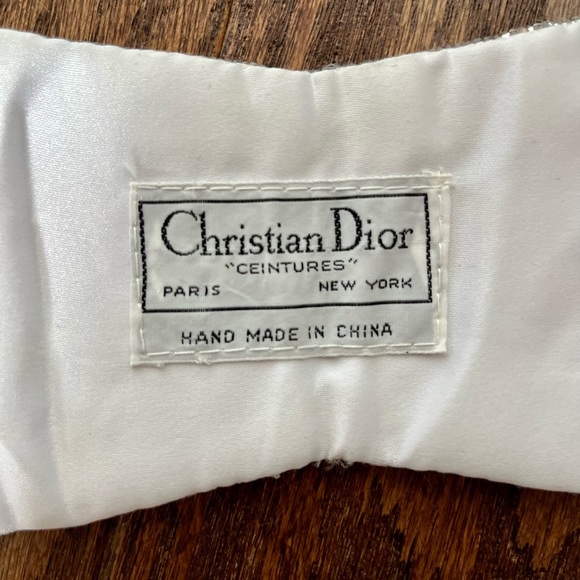 Christian Dior
"CEINTURES"
PARIS NEW YORK
HAND MADE IN CHINA